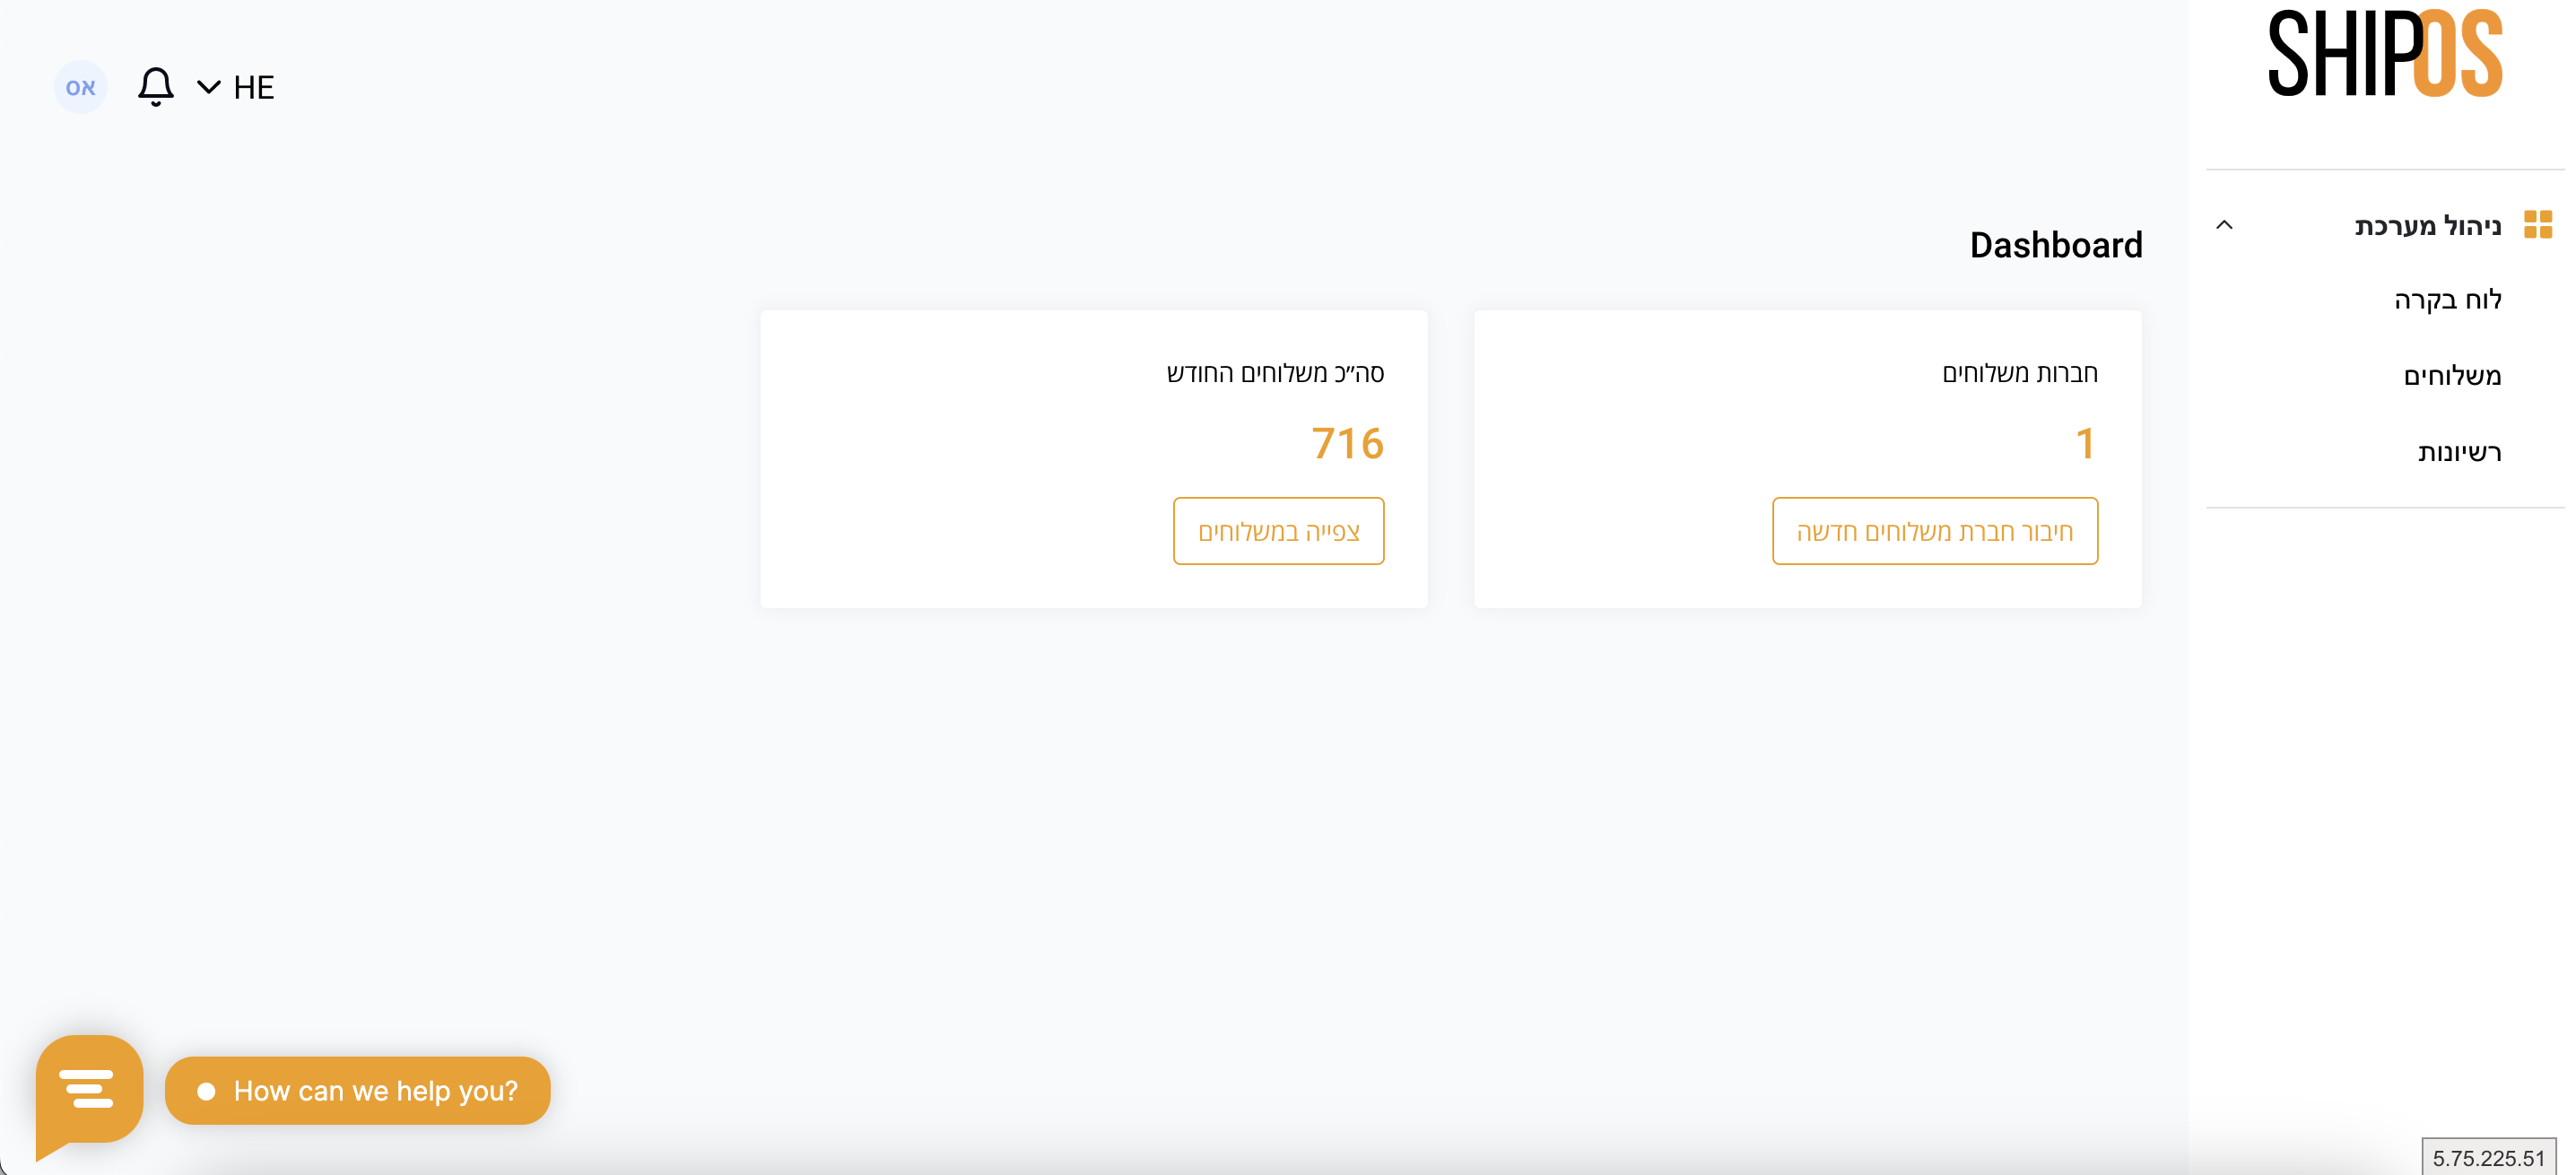 SHIPOS
HE
אס
ניהול מערכת
לוח בקרה
משלוחים
רשיונות
Dashboard
חברות משלוחים
1
חיבור חברת משלוחים חדשה
סה״כ משלוחים החודש
716
צפייה במשלוחים
How can we help you?
5.75.225.51